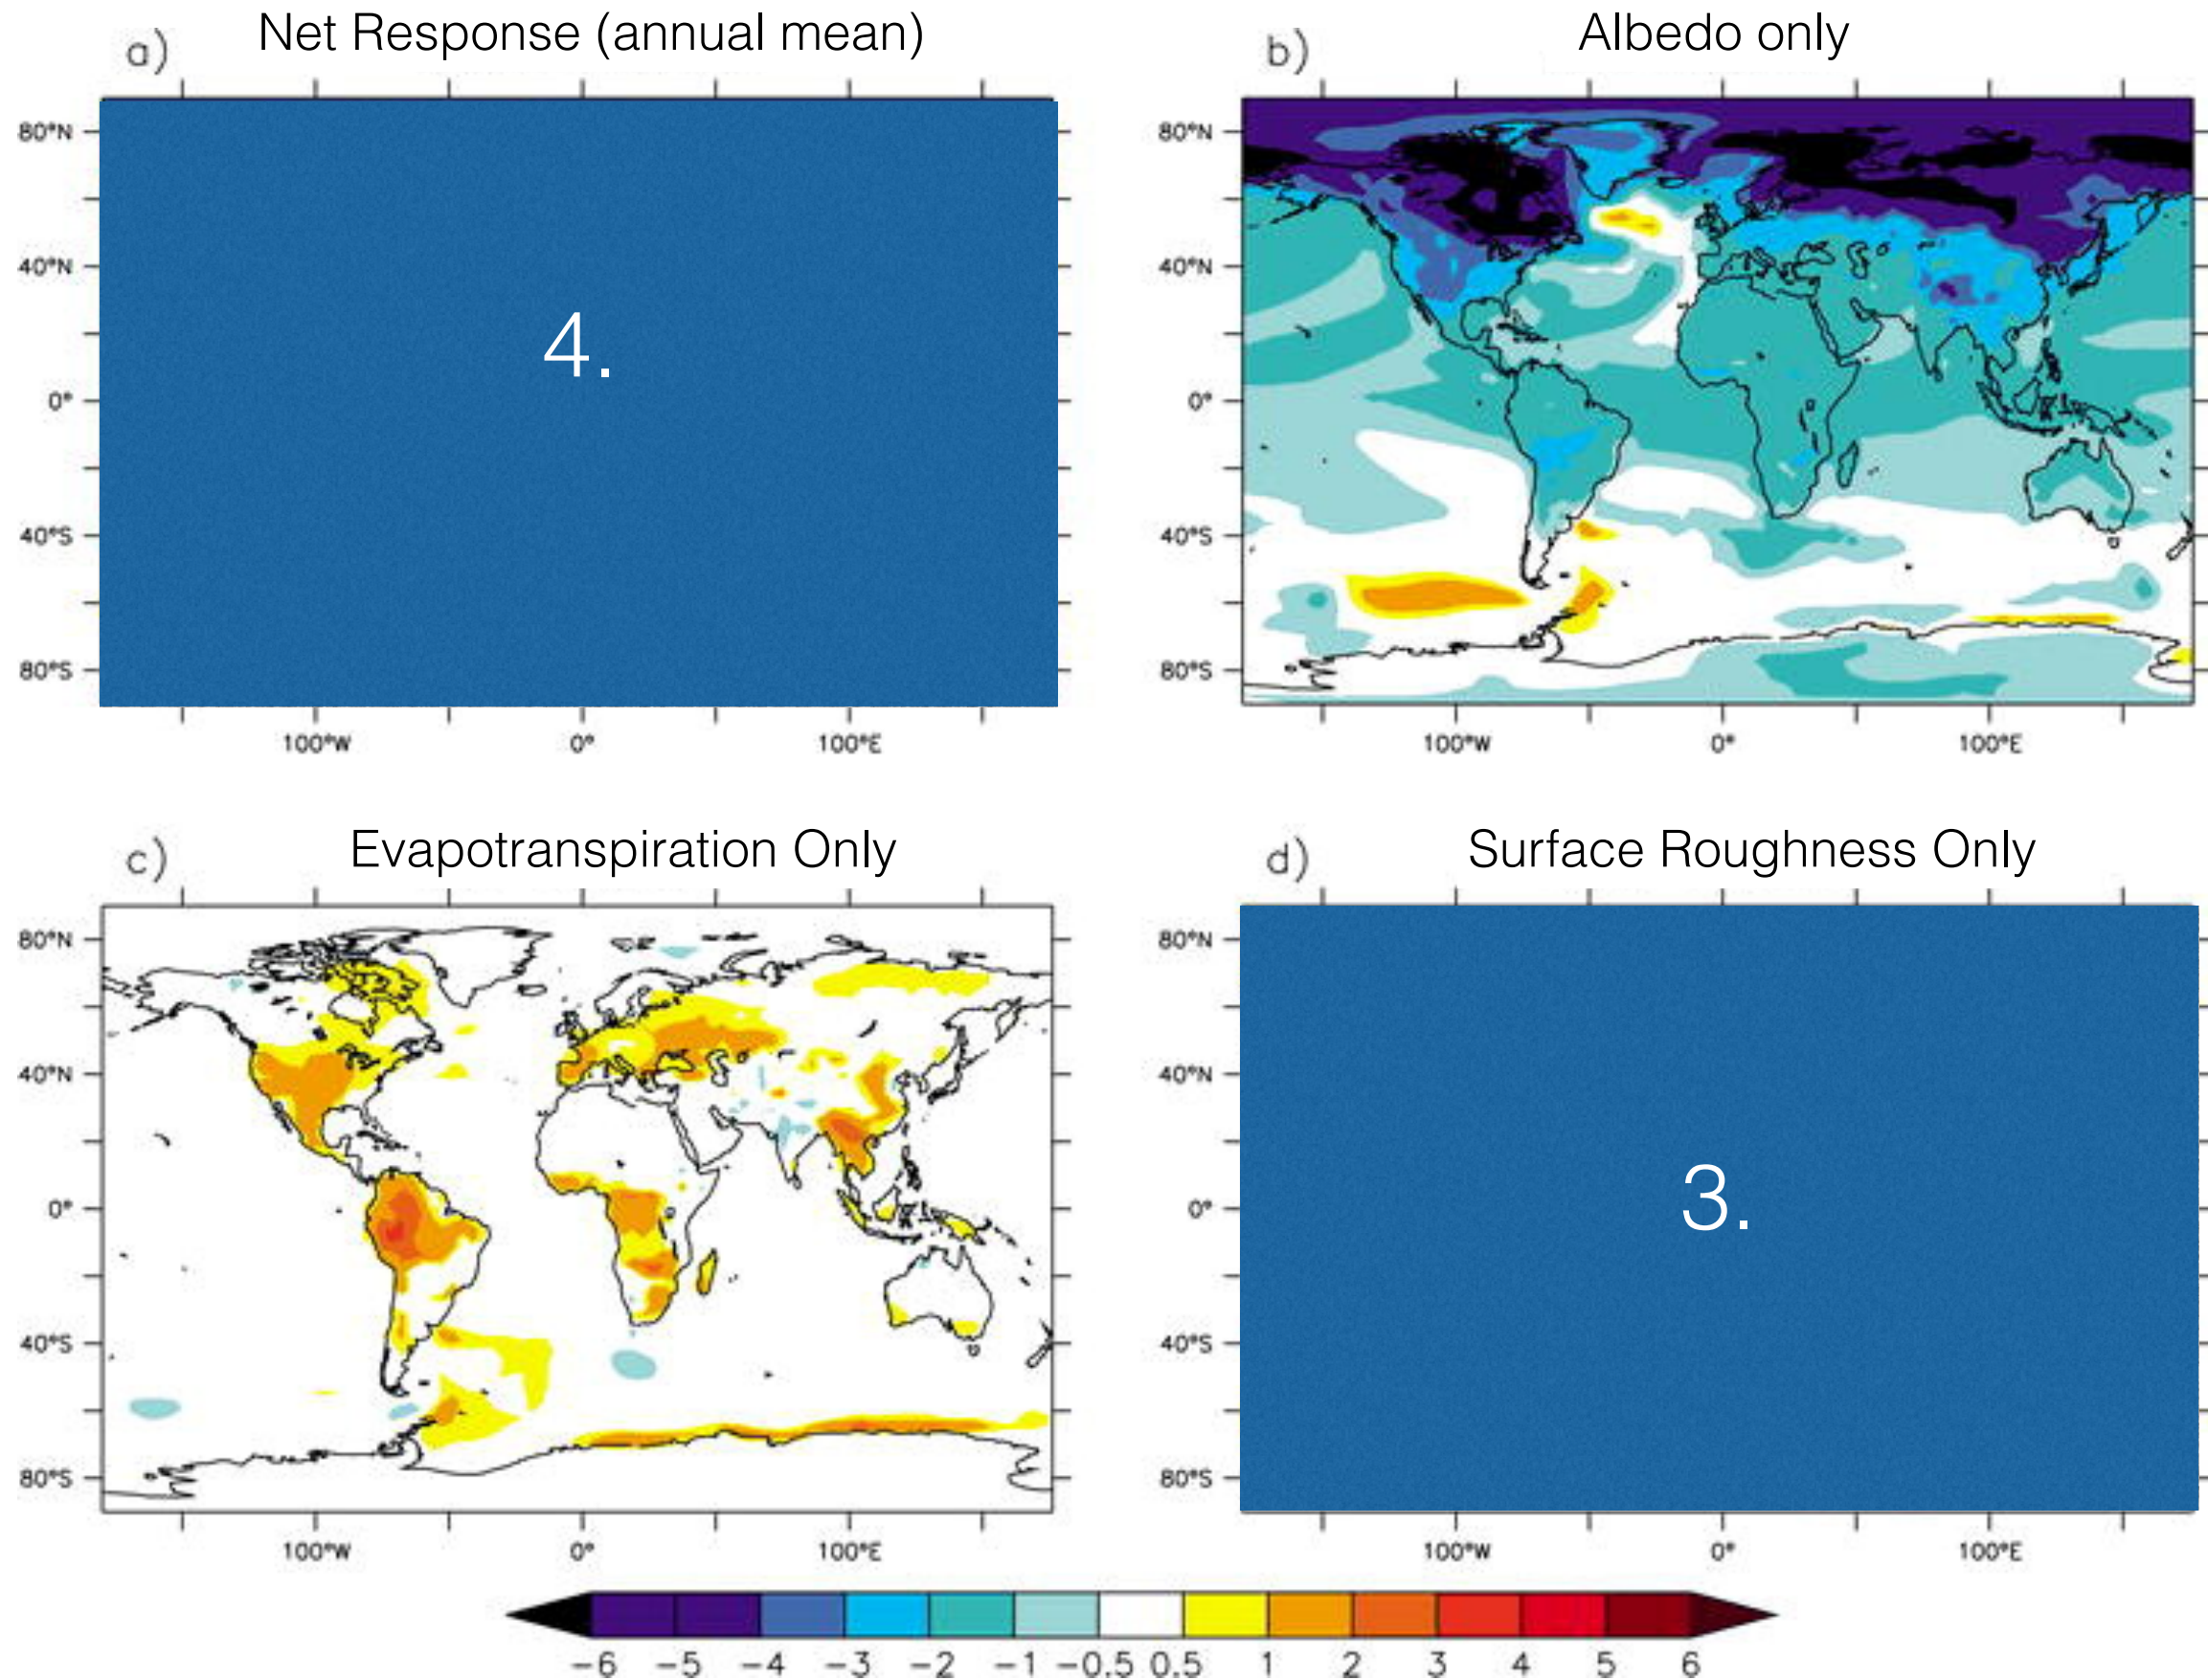 a) Net Response (annual mean)
80°N
40°N
0°
40°S
80°S
4.
100°W 0° 100°E
b) Albedo only
80°N
40°N
0°
40°S
80°S
100°W 0° 100°E
c) Evapotranspiration Only
80°N
40°N
0°
40°S
80°S
100°W 0° 100°E
d) Surface Roughness Only
80°N
40°N
0°
40°S
80°S
3.
100°W 0° 100°E
−6 −5 −4 −3 −2 −1 −0.5 0.5 1 2 3 4 5 6